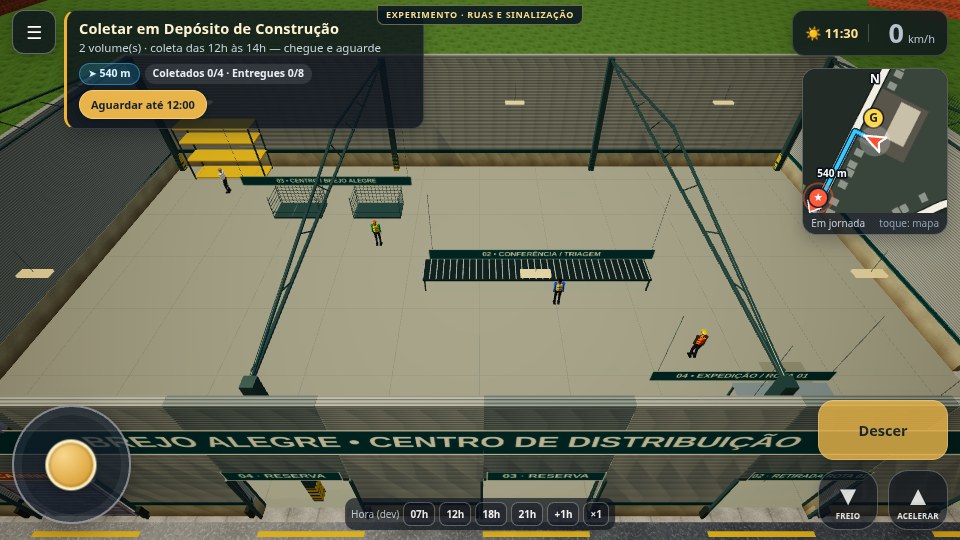 EXPERIMENTO · RUAS E SINALIZAÇÃO
Coletar em Depósito de Construção
2 volume(s) · coleta das 12h às 14h — chegue e aguarde
➤ 540 m
Coletados 0/4 · Entregues 0/8
Aguardar até 12:00
☰
☀ 11:30
0 km/h
N
G
540 m
Em jornada
toque: mapa
02 • CONFERÊNCIA / TRIAGEM
04 • EXPEDIÇÃO /
BREJO ALEGRE • CENTRO DE DISTRIBUIÇÃO
04 · RESERVA
03 · RESERVA
Descer
▼
FREIO
▲
ACELERAR
Hora (dev)
07h
12h
18h
21h
+1h
×1